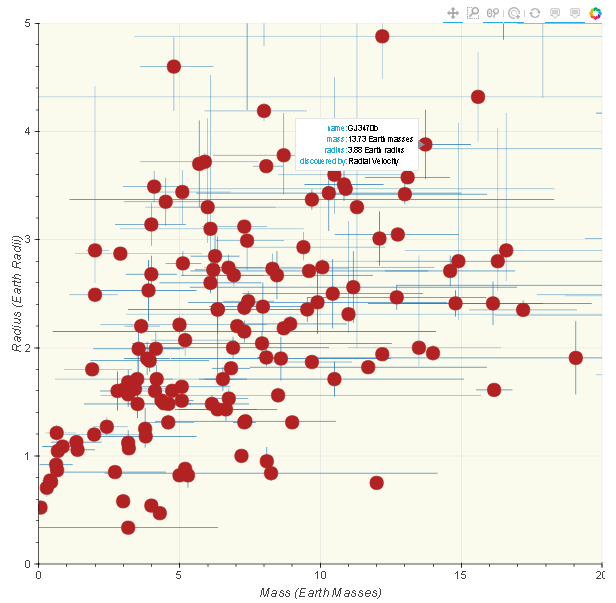 5
4
3
2
1
0
Radius (Earth Radii)
name: GJ3470b
mass: 13.73 Earth masses
radius: 3.88 Earth radius
discouered by: Radial Velocity
0
5
10
15
20
Mass (Earth Masses)